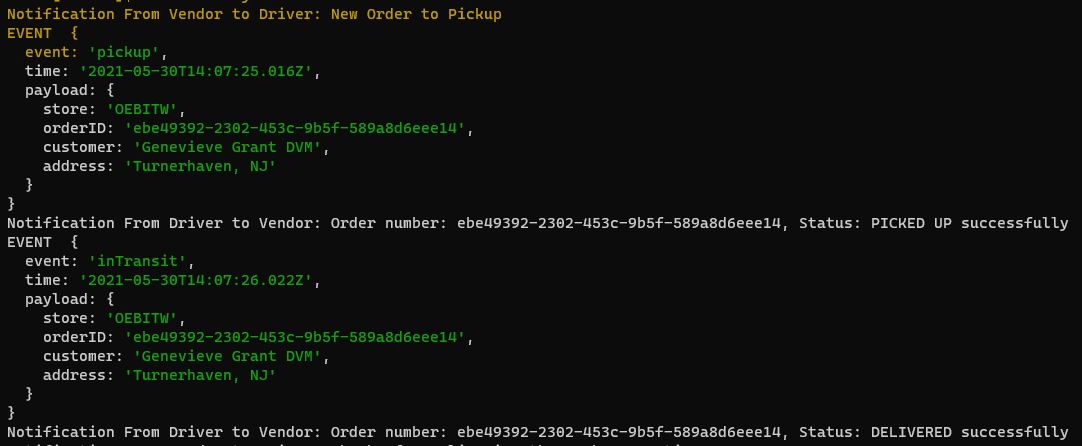 Notification From Vendor to Driver: New Order to Pickup
EVENT  {
  event: 'pickup',
  time: '2021-05-30T14:07:25.016Z',
  payload: {
    store: 'OEBITW',
    orderID: 'ebe49392-2302-453c-9b5f-589a8d6eee14',
    customer: 'Genevieve Grant DVM',
    address: 'Turnerhaven, NJ'
  }
}
Notification From Driver to Vendor: Order number: ebe49392-2302-453c-9b5f-589a8d6eee14, Status: PICKED UP successfully
EVENT  {
  event: 'inTransit',
  time: '2021-05-30T14:07:26.022Z',
  payload: {
    store: 'OEBITW',
    orderID: 'ebe49392-2302-453c-9b5f-589a8d6eee14',
    customer: 'Genevieve Grant DVM',
    address: 'Turnerhaven, NJ'
  }
}
Notification From Driver to Vendor: Order number: ebe49392-2302-453c-9b5f-589a8d6eee14, Status: DELIVERED successfully